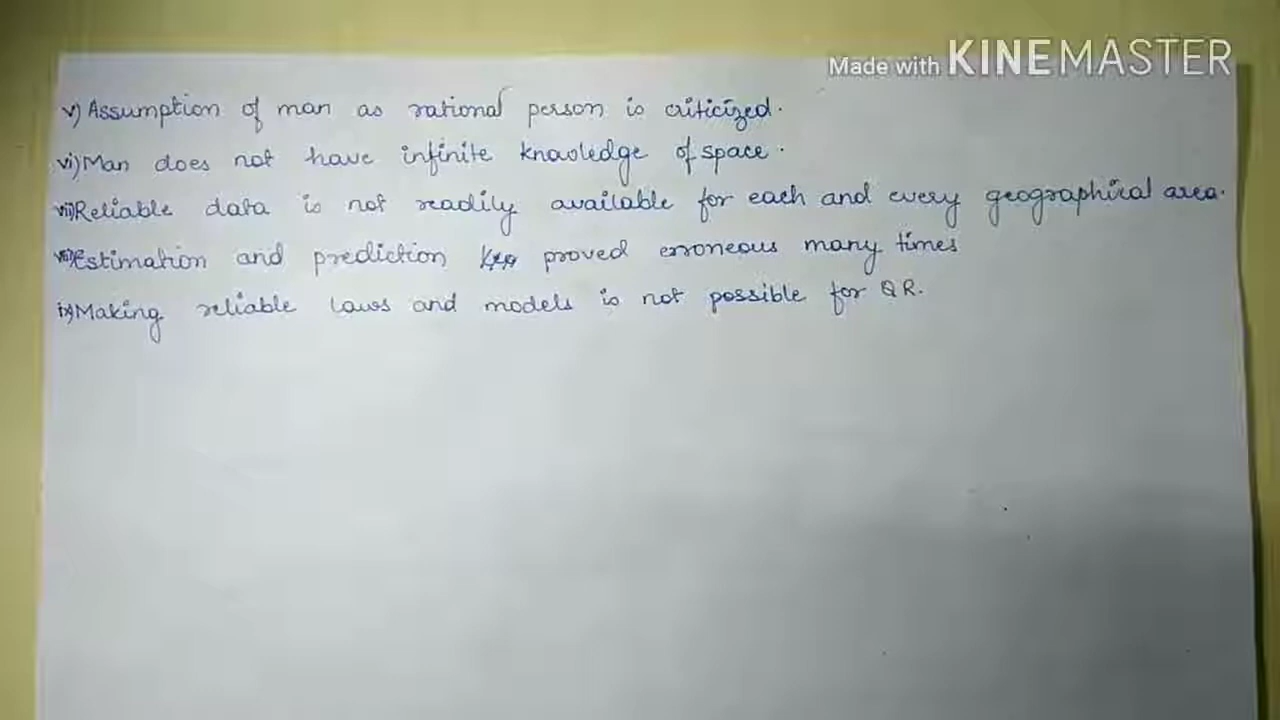 Made with KINEMASTER
v) Assumption of man as rational person is criticized.
vi) Man does not have infinite knowledge of space.
vii) Reliable data is not readily available for each and every geographical area.
viii) Estimation and prediction proved erroneous many times
ix) Making reliable laws and models is not possible for QR.